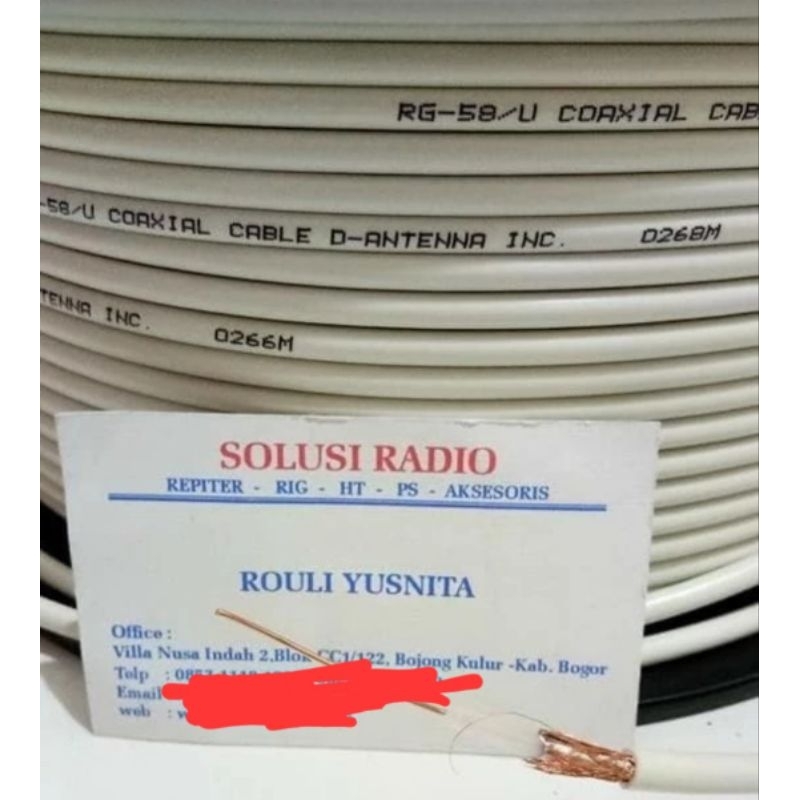 RG-58/U COAXIAL CAB
-58/U COAXIAL CABLE D-ANTENNA INC. 0268M
TENNA INC. 0266M
SOLUSI RADIO
REPITER - RIG - HT - PS - AKSESORIS
ROULI YUSNITA
Office :
Villa Nusa Indah 2,Blok CC1/122, Bojong Kulur -Kab. Bogor
Telp :
Email
web :